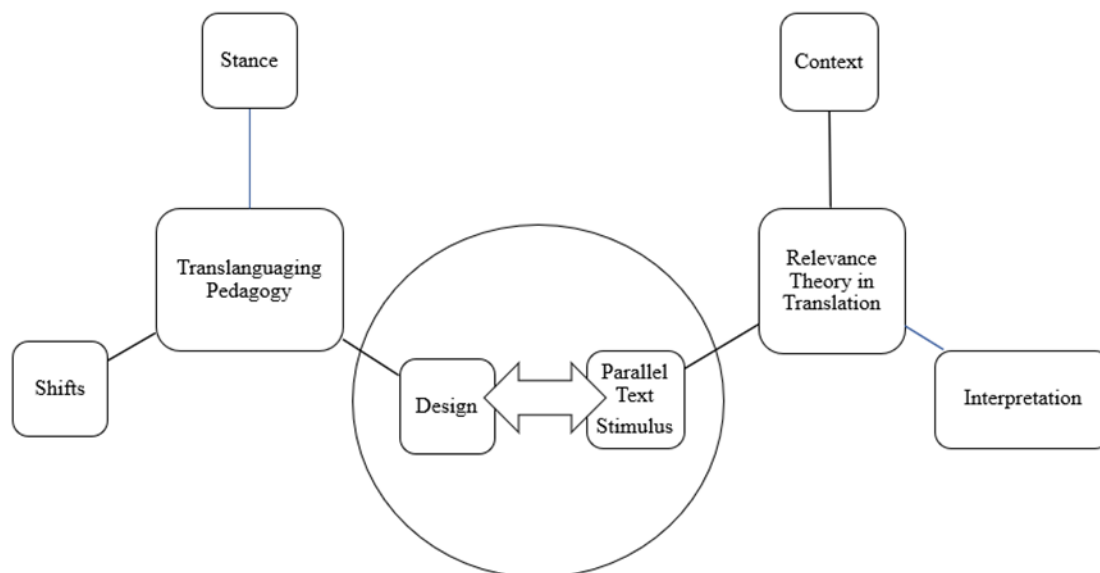 Stance
Context
Translanguaging
Pedagogy
Relevance
Theory in
Translation
Shifts
Design
Parallel
Text
Stimulus
Interpretation